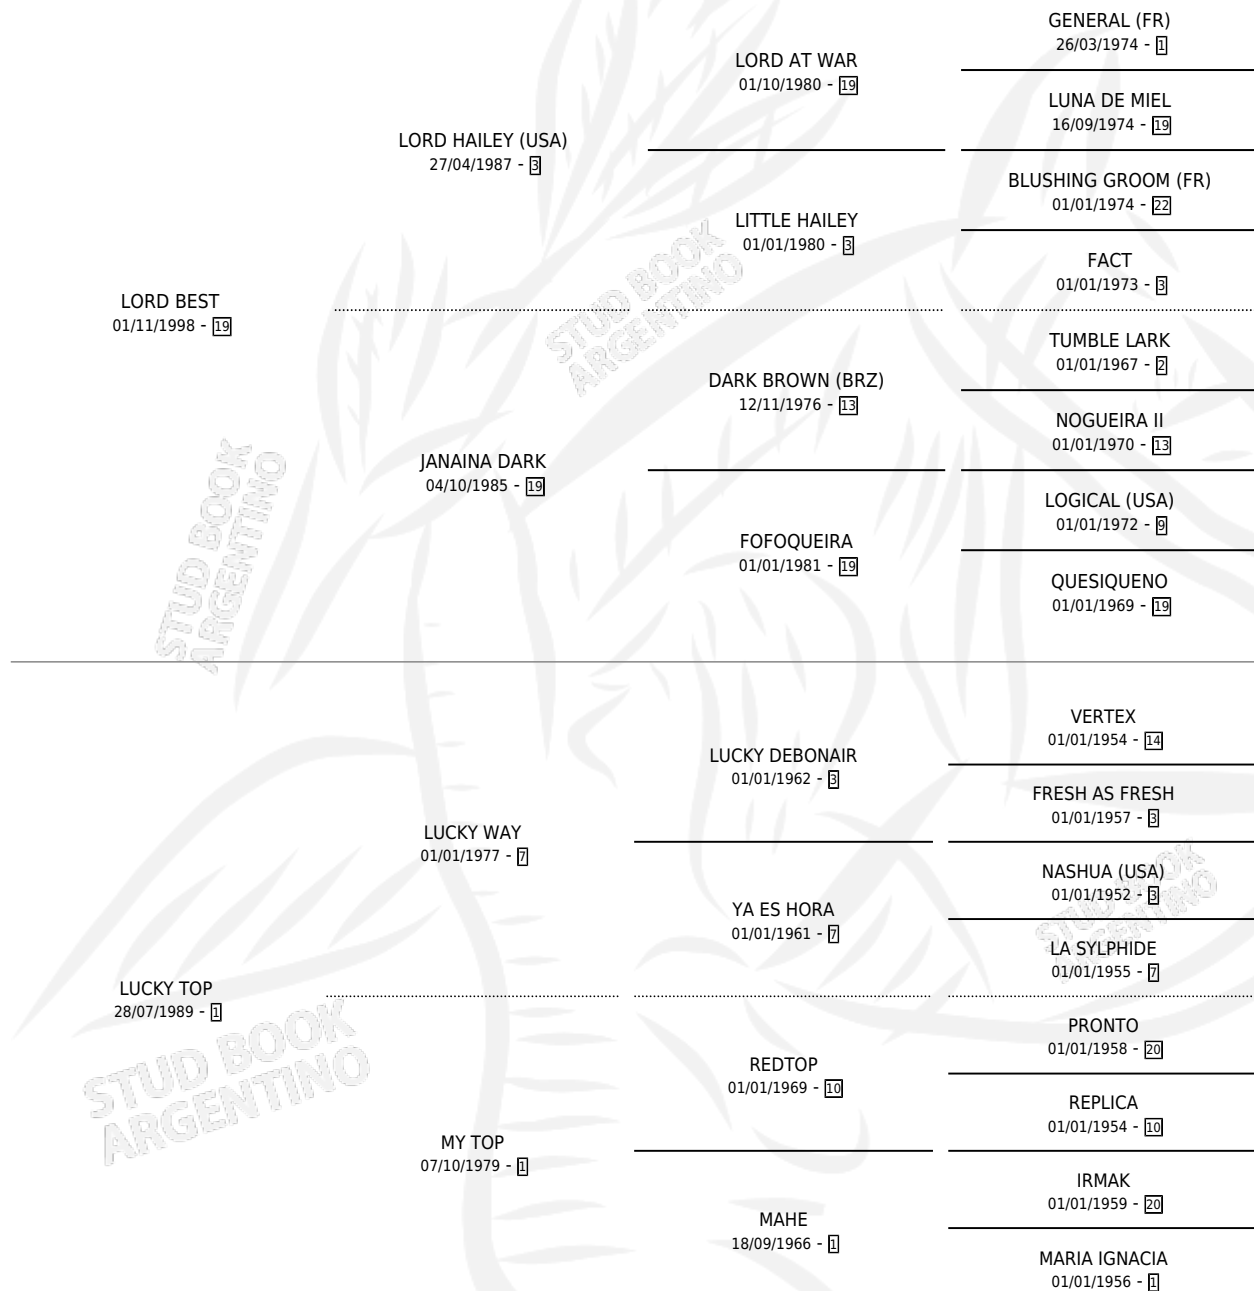 GENERAL (FR)
26/03/1974 - 1
LORD AT WAR
01/10/1980 - 19
LUNA DE MIEL
16/09/1974 - 19
LORD HAILEY (USA)
27/04/1987 - 3
BLUSHING GROOM (FR)
01/01/1974 - 22
LITTLE HAILEY
01/01/1980 - 3
FACT
01/01/1973 - 3
LORD BEST
01/11/1998 - 19
TUMBLE LARK
01/01/1967 - 2
DARK BROWN (BRZ)
12/11/1976 - 13
NOGUEIRA II
01/01/1970 - 13
JANAINA DARK
04/10/1985 - 19
LOGICAL (USA)
01/01/1972 - 9
FOFOQUEIRA
01/01/1981 - 19
QUESIQUENO
01/01/1969 - 19
STUD BOOK
ARGENTINO
STUD BOOK
ARGENTINO
VERTEX
01/01/1954 - 14
LUCKY DEBONAIR
01/01/1962 - 3
FRESH AS FRESH
01/01/1957 - 3
LUCKY WAY
01/01/1977 - 7
NASHUA (USA)
01/01/1952 - 3
YA ES HORA
01/01/1961 - 7
LA SYLPHIDE
01/01/1955 - 7
LUCKY TOP
28/07/1989 - 1
PRONTO
01/01/1958 - 20
REDTOP
01/01/1969 - 10
REPLICA
01/01/1954 - 10
MY TOP
07/10/1979 - 1
IRMAK
01/01/1959 - 20
MAHE
18/09/1966 - 1
MARIA IGNACIA
01/01/1956 - 1
STUD BOOK
ARGENTINO
STUD BOOK
ARGENTINO